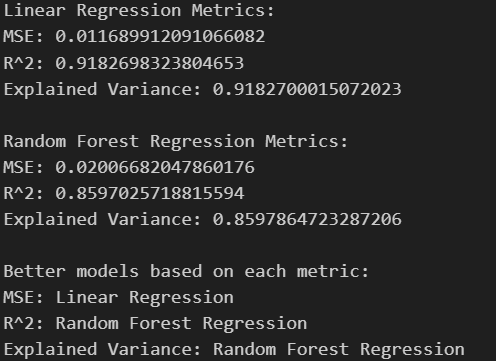 Linear Regression Metrics:
MSE: 0.011689912091066082
R^2: 0.9182698323804653
Explained Variance: 0.9182700015072023
Random Forest Regression Metrics:
MSE: 0.02006682047860176
R^2: 0.8597025718815594
Explained Variance: 0.8597864723287206
Better models based on each metric:
MSE: Linear Regression
R^2: Random Forest Regression
Explained Variance: Random Forest Regression